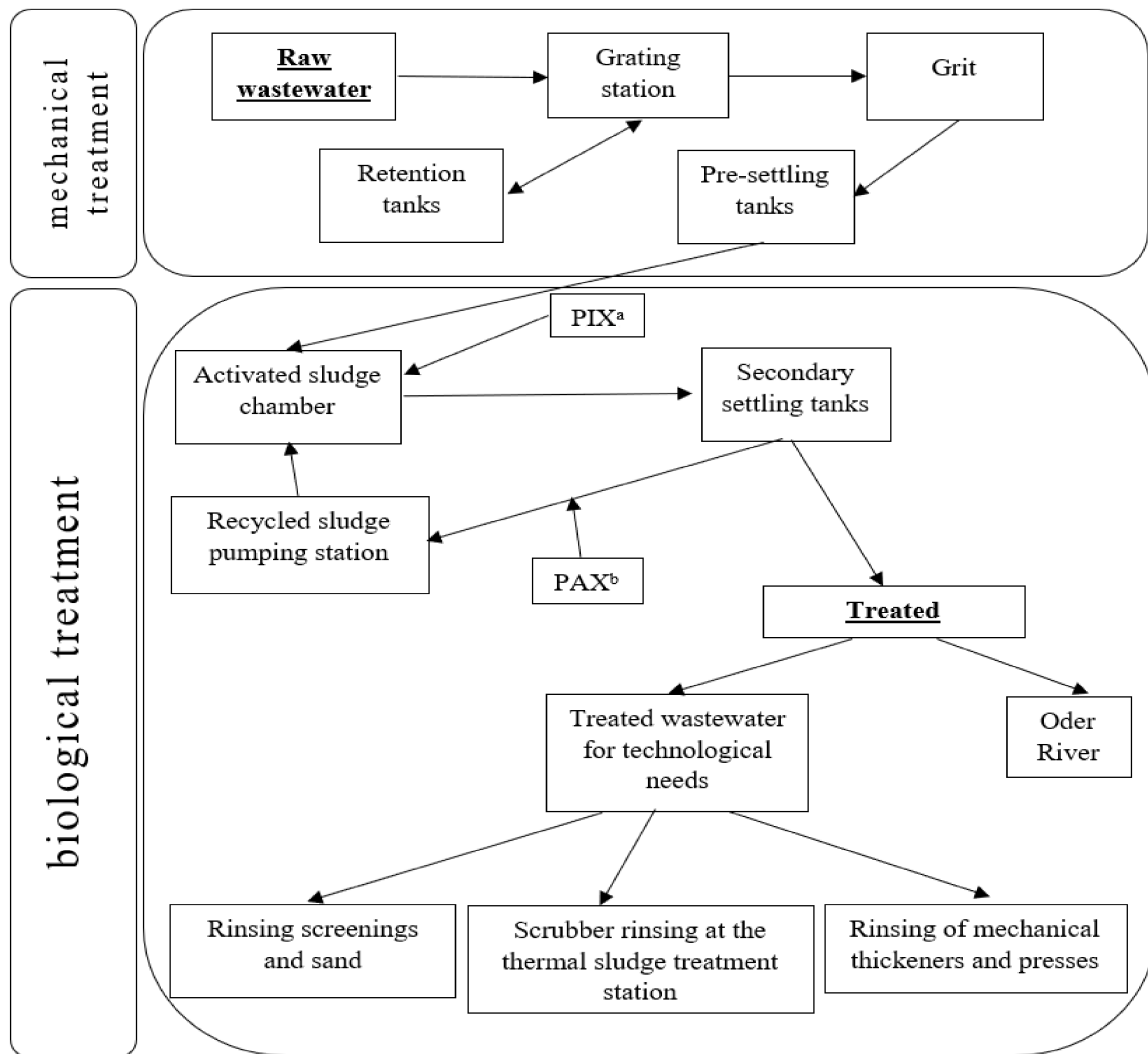 mechanical
treatment
Raw
wastewater
Grating
station
Grit
Retention
tanks
Pre-settling
tanks
biological treatment
PIXᵃ
Activated sludge
chamber
Secondary
settling tanks
Recycled sludge
pumping station
PAXᵇ
Treated
Treated wastewater
for technological
needs
Oder
River
Rinsing screenings
and sand
Scrubber rinsing at the
thermal sludge treatment
station
Rinsing of mechanical
thickeners and presses